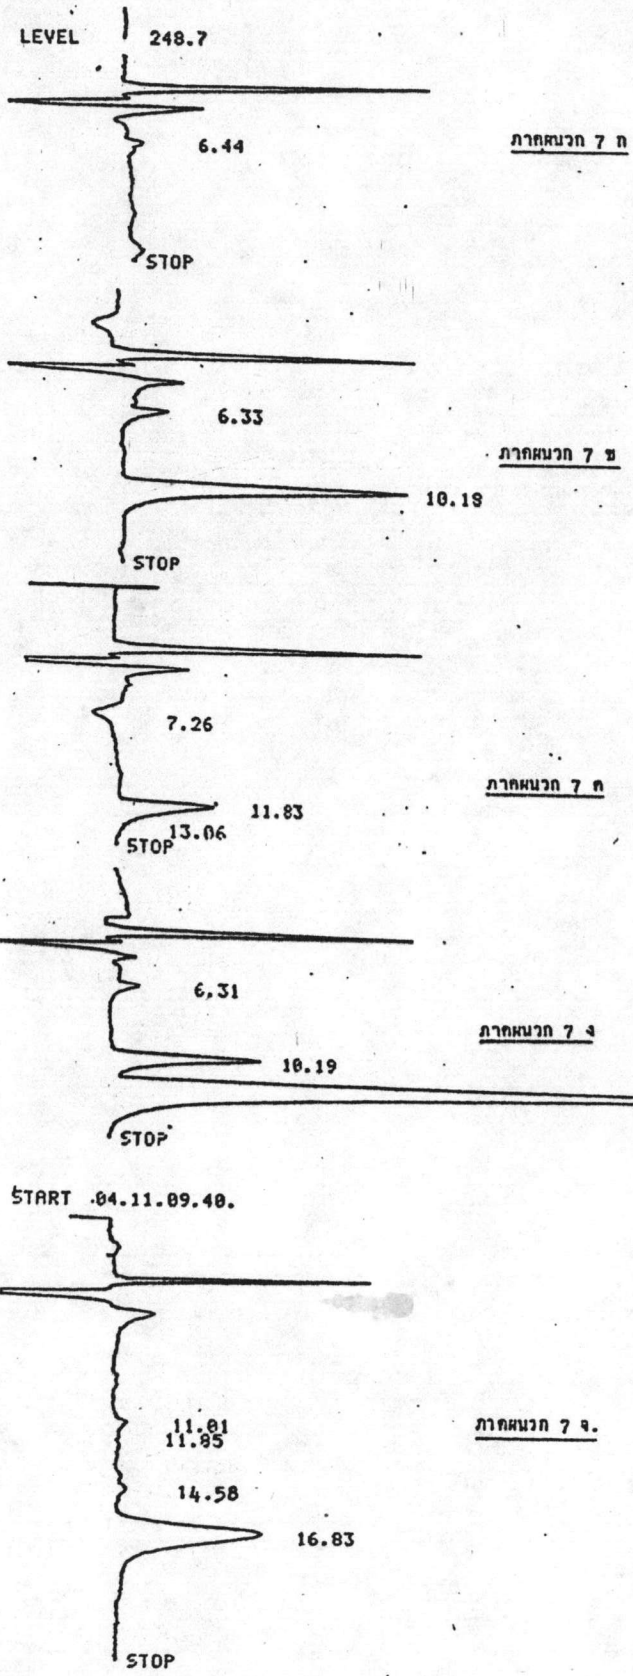 LEVEL 248.7
6.44
ภาคผนวก 7 ก
STOP
6.33
ภาคผนวก 7 ข
10.18
STOP
7.26
ภาคผนวก 7 ค
11.83
13.06
STOP
6.31
ภาคผนวก 7 ง
10.19
STOP
START .04.11.09.40.
11.01
11.85
ภาคผนวก 7 จ.
14.58
16.83
STOP